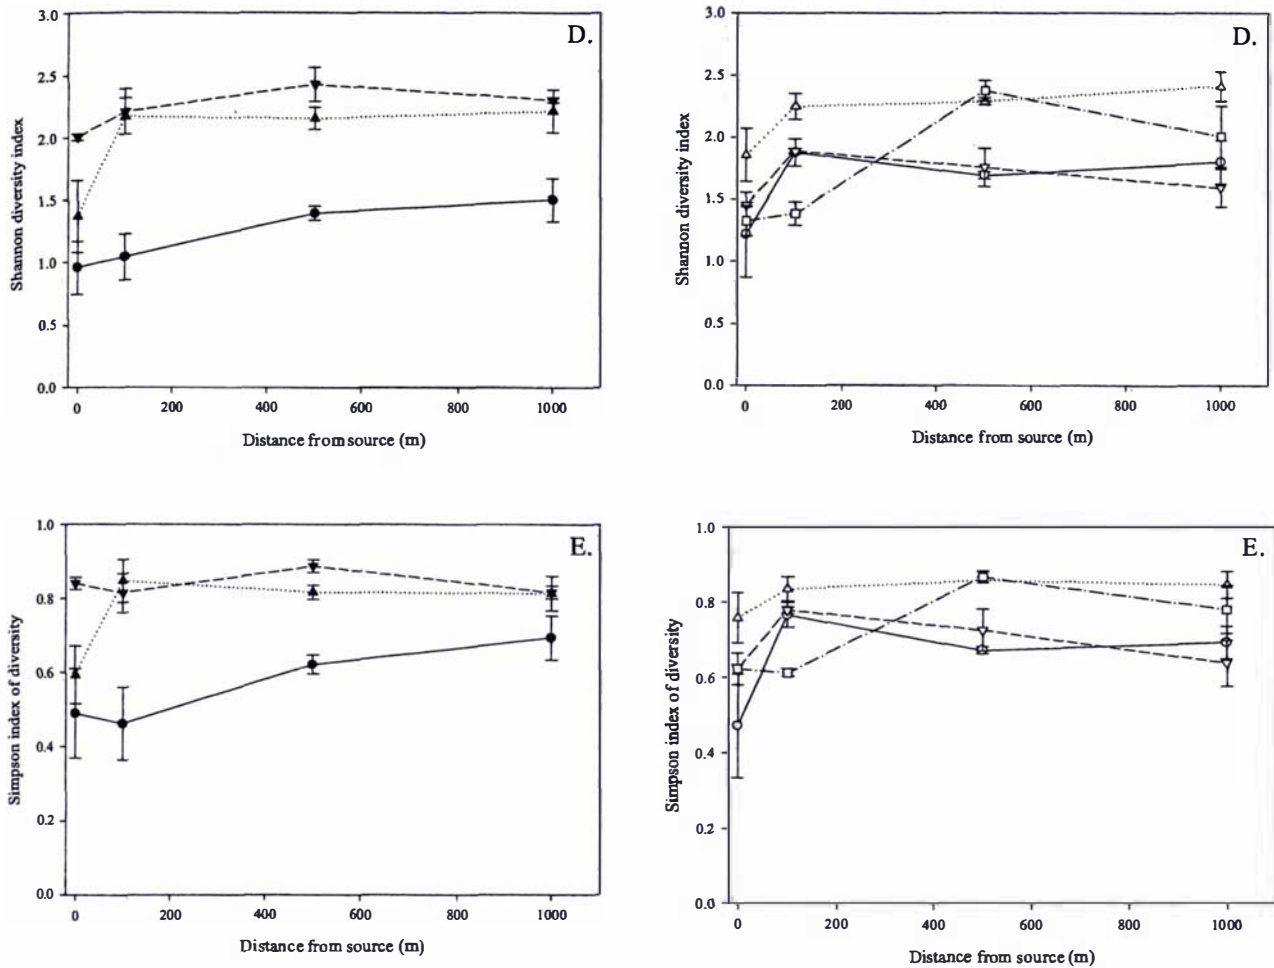 D.
3.0
2.5
2.0
1.5
1.0
0.5
0.0
Shannon diversity index
0 200 400 600 800 1000
Distance from source (m)
D.
3.0
2.5
2.0
1.5
1.0
0.5
0.0
Shannon diversity index
0 200 400 600 800 1000
Distance from source (m)
E.
1.0
0.8
0.6
0.4
0.2
0.0
Simpson index of diversity
0 200 400 600 800 1000
Distance from source (m)
E.
1.0
0.8
0.6
0.4
0.2
0.0
Simpson index of diversity
0 200 400 600 800 1000
Distance from source (m)